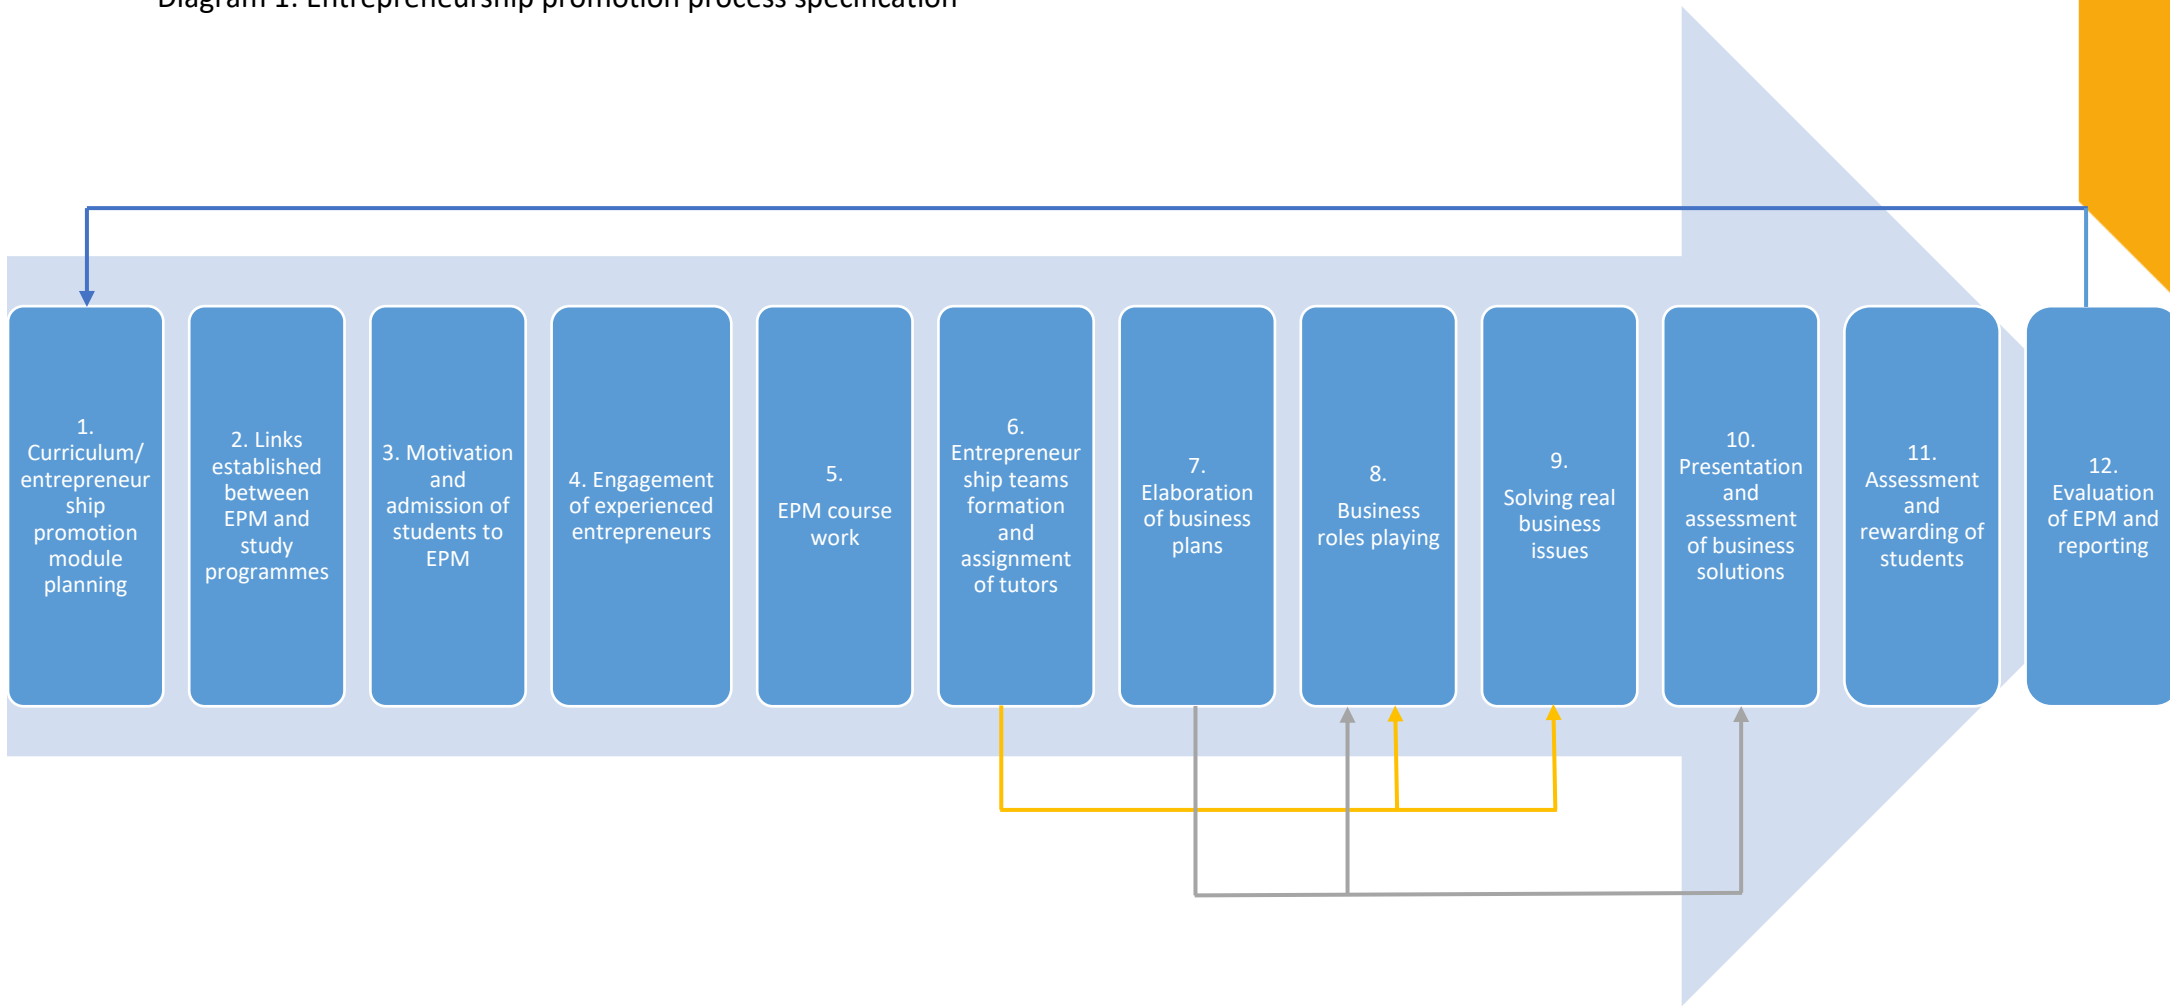 Diagram 1: Entrepreneurship promotion process specification
1.
Curriculum/
entrepreneur
ship
promotion
module
planning
2. Links
established
between
EPM and
study
programmes
3. Motivation
and
admission of
students to
EPM
4. Engagement
of experienced
entrepreneurs
5.
EPM course
work
6.
Entrepreneur
ship teams
formation
and
assignment
of tutors
7.
Elaboration
of business
plans
8.
Business
roles playing
9.
Solving real
business
issues
10.
Presentation
and
assessment
of business
solutions
11.
Assessment
and
rewarding of
students
12.
Evaluation
of EPM and
reporting